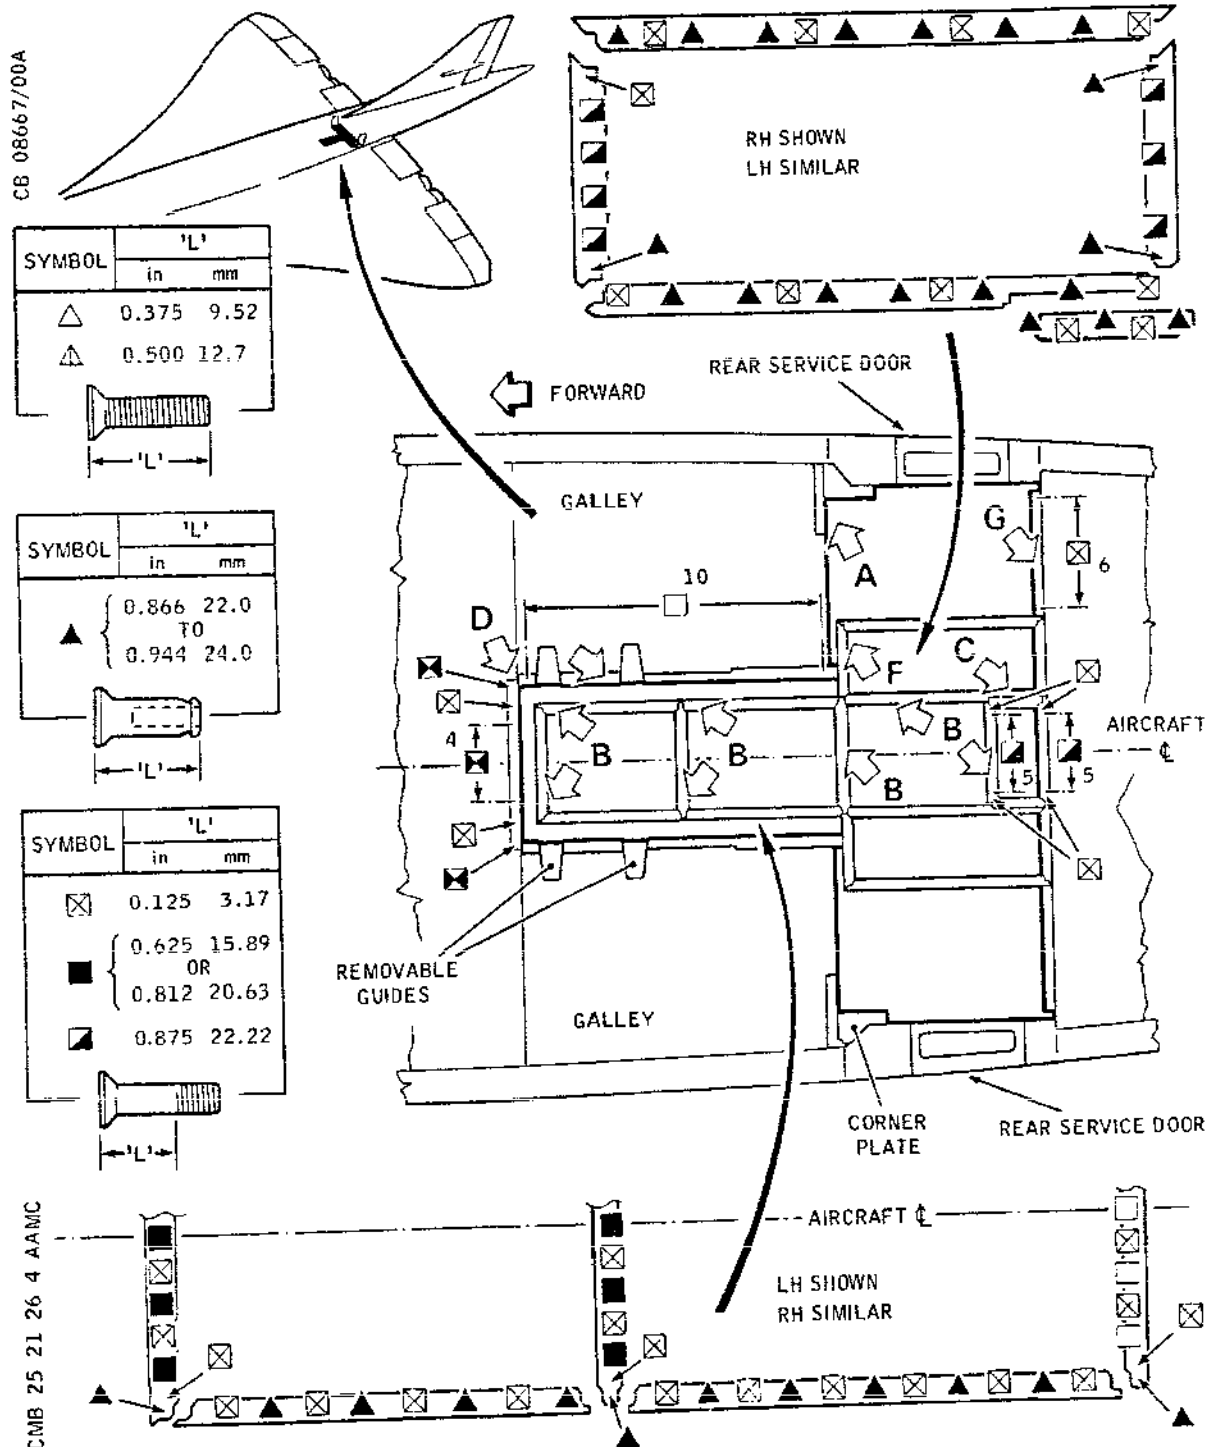 CB 08667/00A
RH SHOWN
LH SIMILAR
SYMBOL 'L'
in mm
0.375 9.52
0.500 12.7
'L'
FORWARD
REAR SERVICE DOOR
SYMBOL 'L'
in mm
0.866 22.0
TO
0.944 24.0
'L'
SYMBOL 'L'
in mm
0.125 3.17
0.625 15.89
OR
0.812 20.63
0.875 22.22
'L'
GALLEY
G
A
6
10
D
F
C
B
B
B
B
4
5
5
AIRCRAFT
℄
REMOVABLE
GUIDES
GALLEY
CORNER
PLATE
REAR SERVICE DOOR
AIRCRAFT ℄
LH SHOWN
RH SIMILAR
CMB 25 21 26 4 AAMC